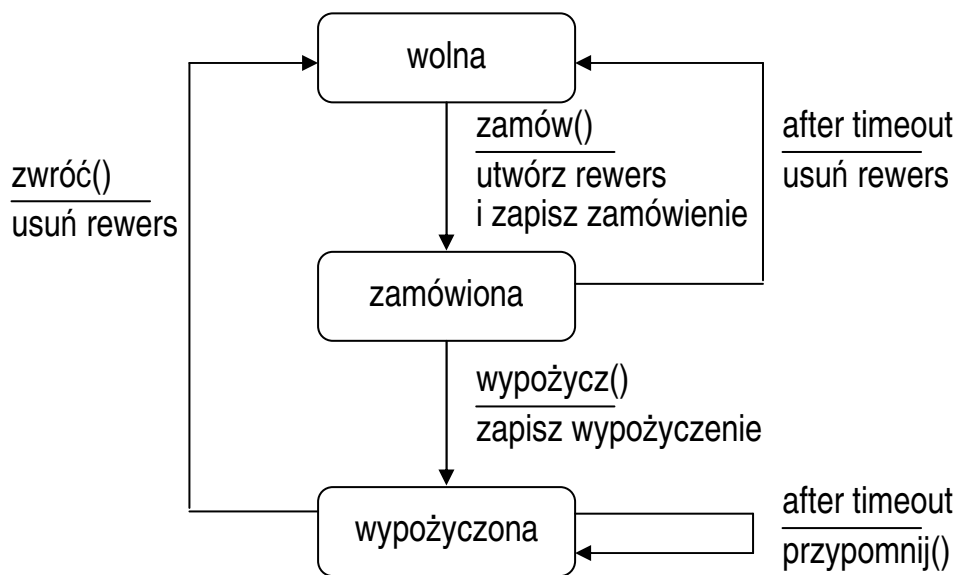 wolna
zamów()
utwórz rewers
i zapisz zamówienie
after timeout
usuń rewers
zwróć()
usuń rewers
zamówiona
wypożycz()
zapisz wypożyczenie
wypożyczona
after timeout
przypomnij()